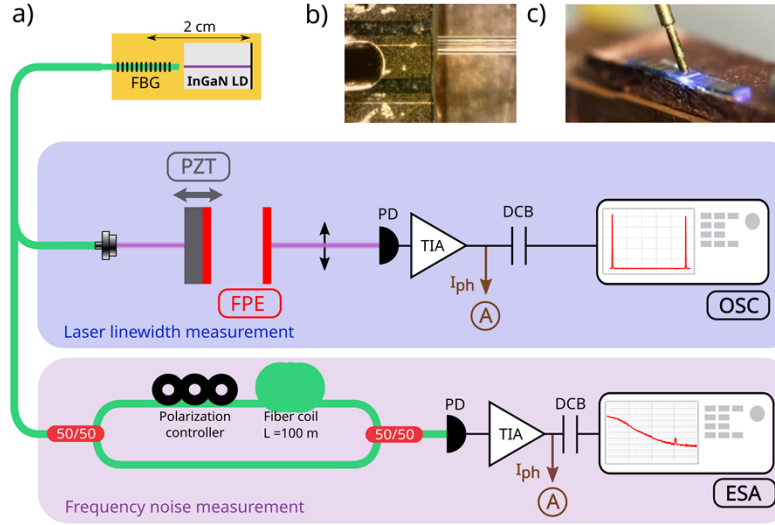 a)
2 cm
FBG
InGaN LD
b)
c)
PZT
FPE
PD
TIA
DCB
Iph
A
OSC
Laser linewidth measurement
50/50
Polarization
controller
Fiber coil
L =100 m
50/50
PD
TIA
DCB
Iph
A
ESA
Frequency noise measurement